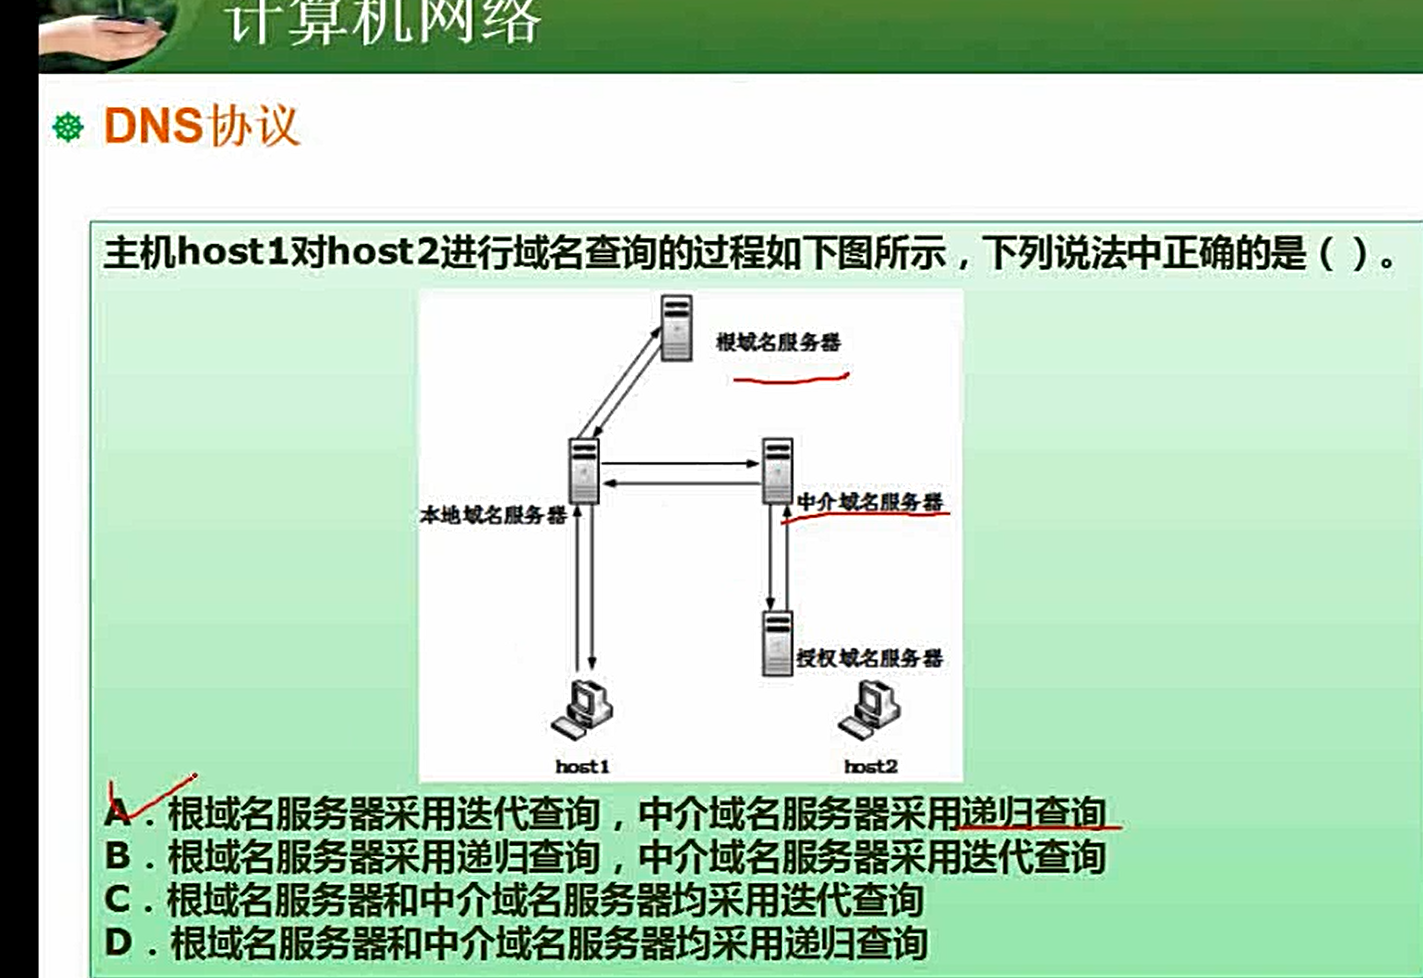 计算机网络
DNS协议
主机host1对host2进行域名查询的过程如下图所示，下列说法中正确的是（ ）。
根域名服务器
中介域名服务器
本地域名服务器
授权域名服务器
host1
host2
A．根域名服务器采用迭代查询，中介域名服务器采用递归查询
B．根域名服务器采用递归查询，中介域名服务器采用迭代查询
C．根域名服务器和中介域名服务器均采用迭代查询
D．根域名服务器和中介域名服务器均采用递归查询